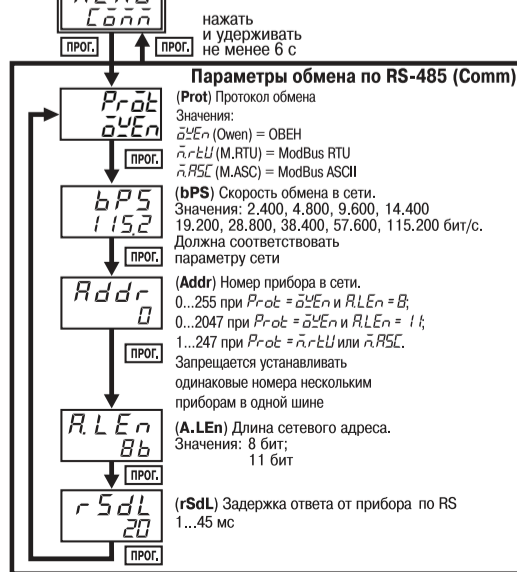 Comm
нажать
и удерживать
не менее 6 с
ПРОГ. ПРОГ.
Параметры обмена по RS-485 (Comm)
Prot
oYEn
(Prot) Протокол обмена
Значения:
oYEn (Owen) = ОВЕН
ПРОГ.
m.rtU (M.RTU) = ModBus RTU
m.ASC (M.ASC) = ModBus ASCII
bPS
115.2
(bPS) Скорость обмена в сети.
Значения: 2.400, 4.800, 9.600, 14.400
19.200, 28.800, 38.400, 57.600, 115.200 бит/с.
Должна соответствовать
параметру сети
ПРОГ.
Addr
0
(Addr) Номер прибора в сети.
0...255 при Prot = oYEn и A.LEn = 8;
0...2047 при Prot = oYEn и A.LEn = 11;
1...247 при Prot = m.rtU или m.ASC.
ПРОГ.
Запрещается устанавливать
одинаковые номера нескольким
приборам в одной шине
A.LEn
8b
(A.LEn) Длина сетевого адреса.
Значения: 8 бит;
11 бит
ПРОГ.
rSdL
20
(rSdL) Задержка ответа от прибора по RS
1...45 мс
ПРОГ.